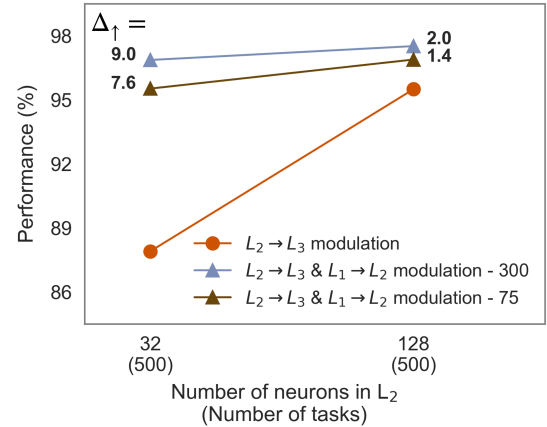 Δ↑ =
98
95
92
89
86
Performance (%)
9.0
7.6
2.0
1.4
L₂ → L₃ modulation
L₂ → L₃ & L₁ → L₂ modulation - 300
L₂ → L₃ & L₁ → L₂ modulation - 75
32
(500)
128
(500)
Number of neurons in L₂
(Number of tasks)